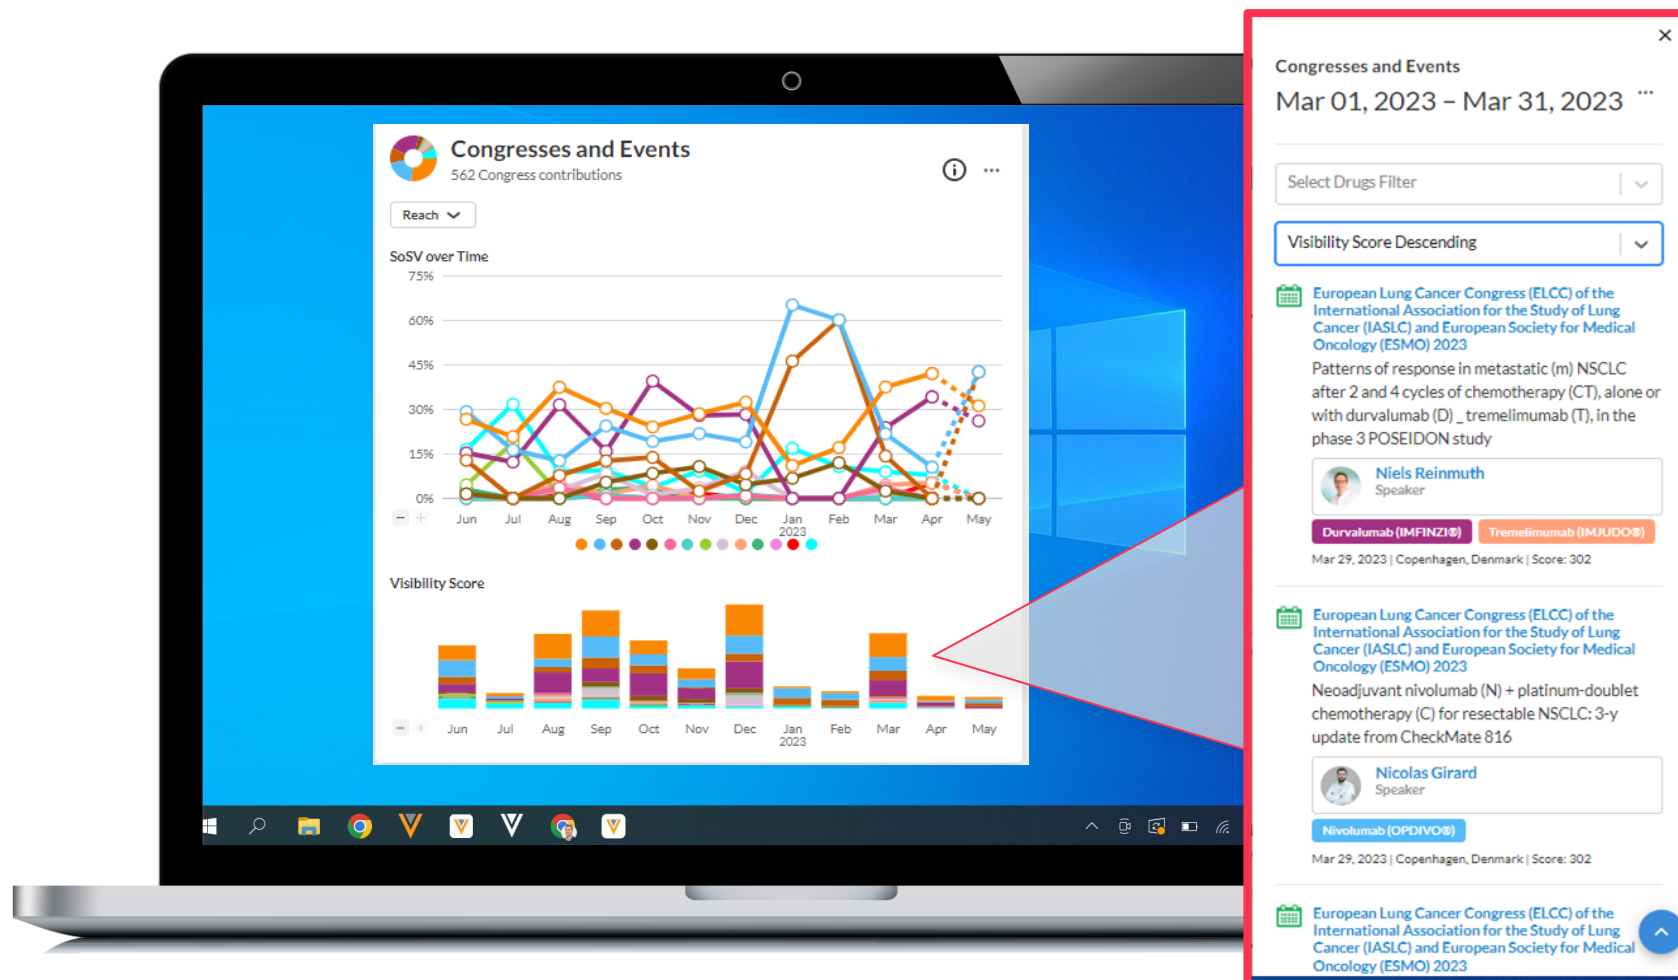 Congresses and Events
562 Congress contributions
Reach
SoSV over Time
75%
60%
45%
30%
15%
0%
Jun Jul Aug Sep Oct Nov Dec Jan Feb Mar Apr May
2023
Visibility Score
Jun Jul Aug Sep Oct Nov Dec Jan Feb Mar Apr May
2023
Congresses and Events
Mar 01, 2023 – Mar 31, 2023
Select Drugs Filter
Visibility Score Descending
European Lung Cancer Congress (ELCC) of the
International Association for the Study of Lung
Cancer (IASLC) and European Society for Medical
Oncology (ESMO) 2023
Patterns of response in metastatic (m) NSCLC
after 2 and 4 cycles of chemotherapy (CT), alone or
with durvalumab (D) _ tremelimumab (T), in the
phase 3 POSEIDON study
Niels Reinmuth
Speaker
Durvalumab (IMFINZI®) Tremelimumab (IMJUDO®)
Mar 29, 2023 | Copenhagen, Denmark | Score: 302
European Lung Cancer Congress (ELCC) of the
International Association for the Study of Lung
Cancer (IASLC) and European Society for Medical
Oncology (ESMO) 2023
Neoadjuvant nivolumab (N) + platinum-doublet
chemotherapy (C) for resectable NSCLC: 3-y
update from CheckMate 816
Nicolas Girard
Speaker
Nivolumab (OPDIVO®)
Mar 29, 2023 | Copenhagen, Denmark | Score: 302
European Lung Cancer Congress (ELCC) of the
International Association for the Study of Lung
Cancer (IASLC) and European Society for Medical
Oncology (ESMO) 2023